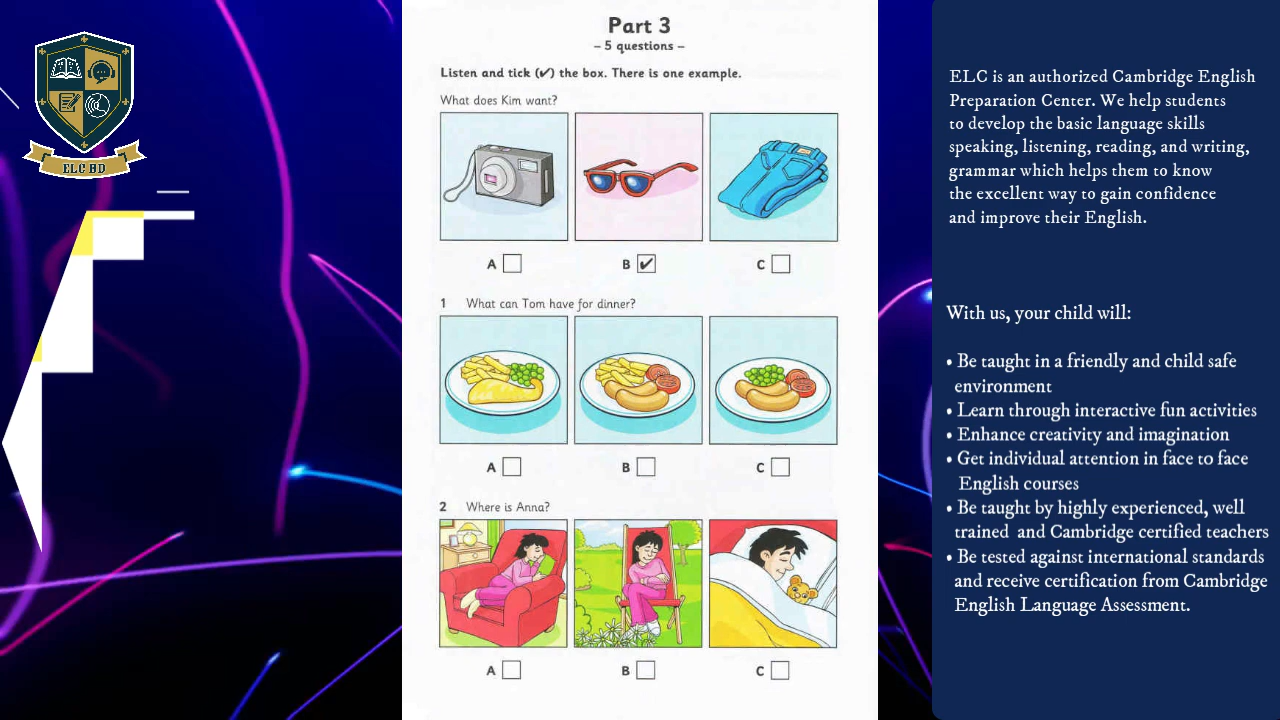 ELC BD
Part 3
– 5 questions –
Listen and tick (✔) the box. There is one example.
What does Kim want?
A
B ✔
C
1 What can Tom have for dinner?
A
B
C
2 Where is Anna?
A
B
C
ELC is an authorized Cambridge English
Preparation Center. We help students
to develop the basic language skills
speaking, listening, reading, and writing,
grammar which helps them to know
the excellent way to gain confidence
and improve their English.
With us, your child will:
• Be taught in a friendly and child safe
environment
• Learn through interactive fun activities
• Enhance creativity and imagination
• Get individual attention in face to face
English courses
• Be taught by highly experienced, well
trained and Cambridge certified teachers
• Be tested against international standards
and receive certification from Cambridge
English Language Assessment.